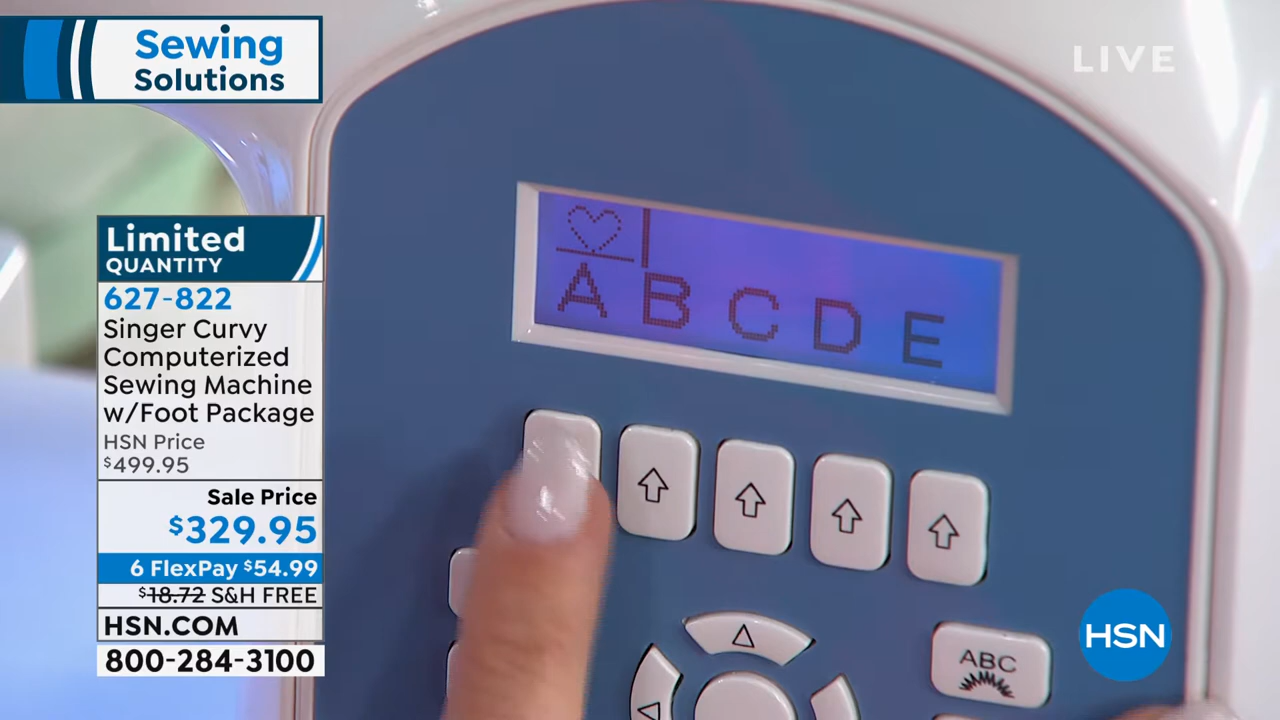 Sewing
Solutions
LIVE
Limited
QUANTITY
627-822
Singer Curvy
Computerized
Sewing Machine
w/Foot Package
HSN Price
$499.95
Sale Price
$329.95
6 FlexPay $54.99
$18.72 S&H FREE
HSN.COM
800-284-3100
A B C D E
ABC
HSN